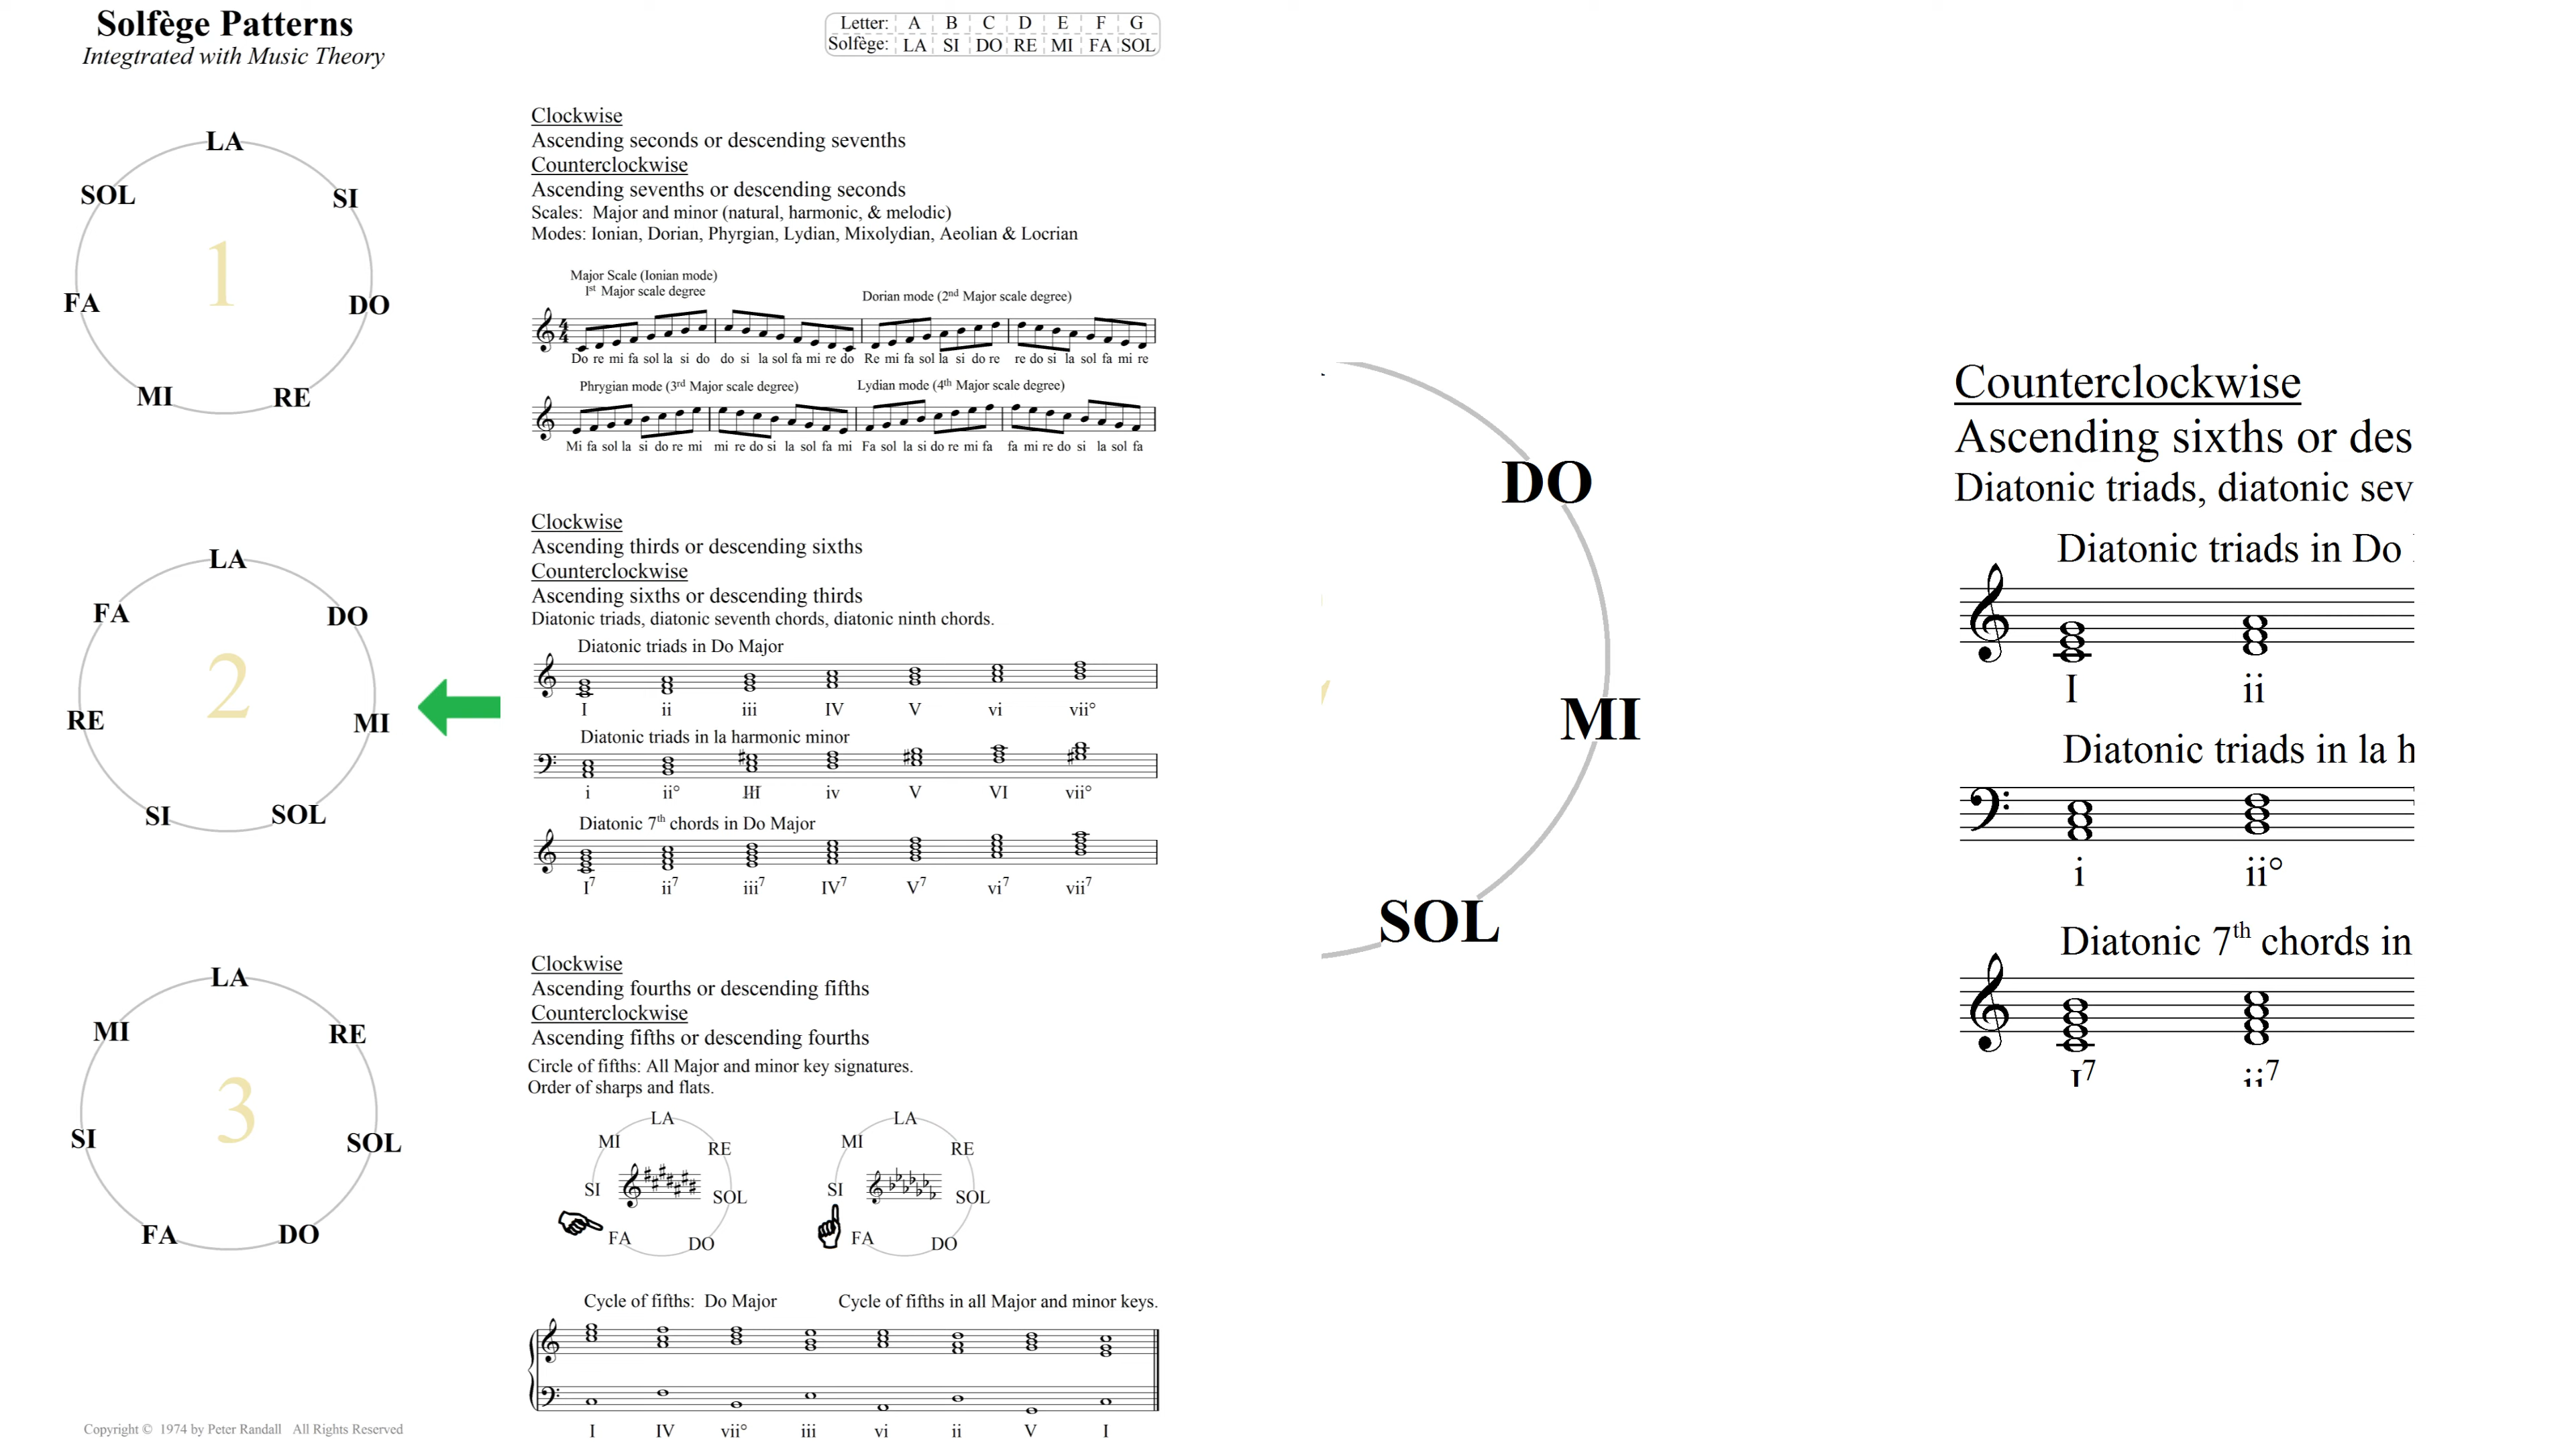 Solfège Patterns
Integtrated with Music Theory
Letter: A B C D E F G
Solfège: LA SI DO RE MI FA SOL
LA
SOL SI
1
FA DO
MI RE
Clockwise
Ascending seconds or descending sevenths
Counterclockwise
Ascending sevenths or descending seconds
Scales: Major and minor (natural, harmonic, & melodic)
Modes: Ionian, Dorian, Phyrgian, Lydian, Mixolydian, Aeolian & Locrian
Major Scale (Ionian mode)
1st Major scale degree
Dorian mode (2nd Major scale degree)
4
4
Do re mi fa sol la si do do si la sol fa mi re do Re mi fa sol la si do re re do si la sol fa mi re
Phrygian mode (3rd Major scale degree) Lydian mode (4th Major scale degree)
Mi fa sol la si do re mi mi re do si la sol fa mi Fa sol la si do re mi fa fa mi re do si la sol fa
LA
FA DO
2
RE MI
SI SOL
Clockwise
Ascending thirds or descending sixths
Counterclockwise
Ascending sixths or descending thirds
Diatonic triads, diatonic seventh chords, diatonic ninth chords.
Diatonic triads in Do Major
I ii iii IV V vi vii°
Diatonic triads in la harmonic minor
i ii° III iv V VI vii°
Diatonic 7th chords in Do Major
I7 ii7 iii7 IV7 V7 vi7 vii7
LA
MI RE
3
SI SOL
FA DO
Clockwise
Ascending fourths or descending fifths
Counterclockwise
Ascending fifths or descending fourths
Circle of fifths: All Major and minor key signatures.
Order of sharps and flats.
LA
MI RE
SI SOL
FA DO
LA
MI RE
SI SOL
FA DO
Cycle of fifths: Do Major Cycle of fifths in all Major and minor keys.
I IV vii° iii vi ii V I
Copyright © 1974 by Peter Randall All Rights Reserved
DO
MI
SOL
Counterclockwise
Ascending sixths or des
Diatonic triads, diatonic sev
Diatonic triads in Do
I ii
Diatonic triads in la h
i ii°
Diatonic 7th chords in
I7 ii7